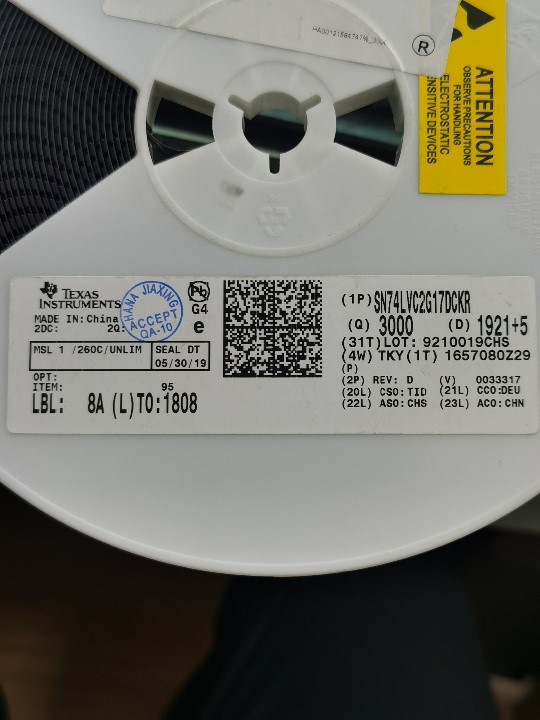 ®
ATTENTION
OBSERVE PRECAUTIONS
FOR HANDLING
ELECTROSTATIC
SENSITIVE DEVICES
TEXAS
INSTRUMENTS
MADE IN: China
2DC: 2Q:
HANA JIAXING
ACCEPT
QA-10
Pb
G4
e
MSL 1 /260C/UNLIM
SEAL DT
05/30/19
OPT:
ITEM: 95
LBL: 8A (L)TO:1808
(1P)SN74LVC2G17DCKR
(Q) 3000 (D) 1921+5
(31T)LOT: 9210019CHS
(4W) TKY(1T) 1657080Z29
(P)
(2P) REV: D (V) 0033317
(20L) CSO:TID (21L) CCO:DEU
(22L) ASO:CHS (23L) ACO:CHN